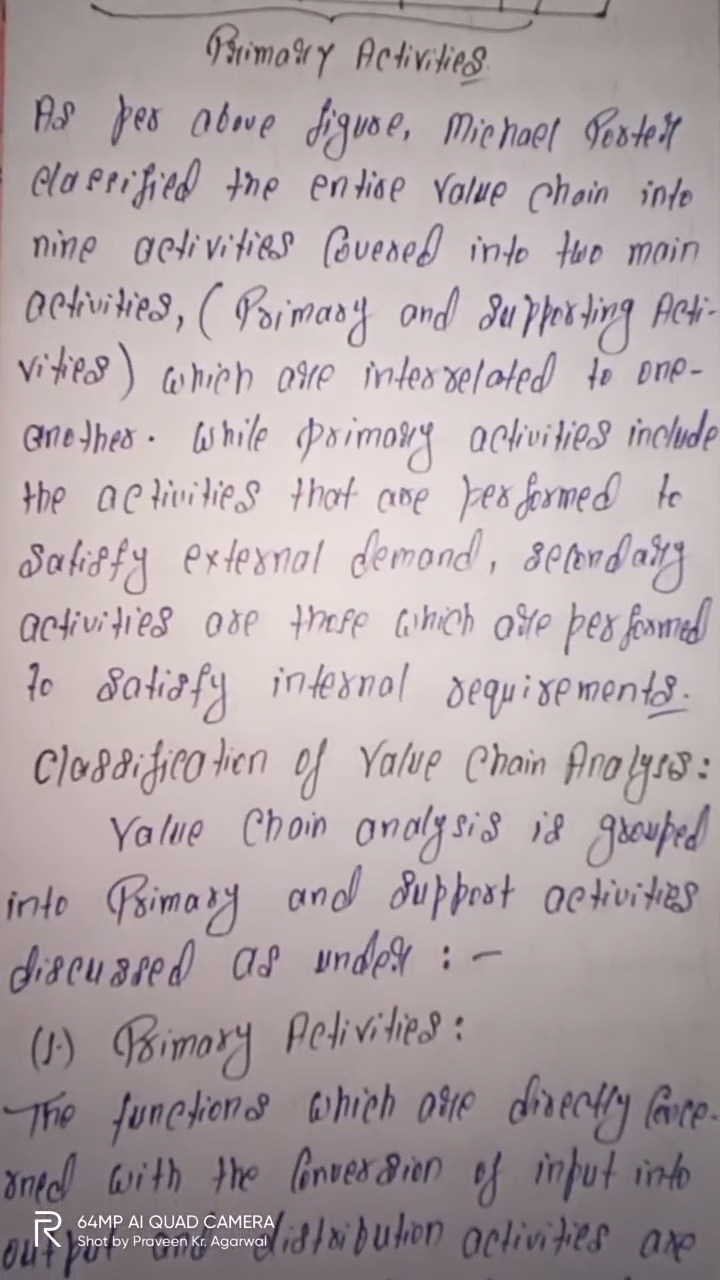 Primary Activities
As per above figure, Michael Porter
classified the entire value chain into
nine activities Covered into two main
activities, (Primary and Supporting Acti-
vities) which are interrelated to one-
another. While primary activities include
the activities that are performed to
satisfy external demand, secondary
activities are those which are performed
to satisfy internal requirements.
Classification of Value Chain Analysis:
Value Chain analysis is grouped
into Primary and Support activities
discussed as under : -
(1.) Primary Activities:
The functions which are directly Conce-
rned with the Conversion of input into
output and distribution activities are
64MP AI QUAD CAMERA
Shot by Praveen Kr. Agarwal